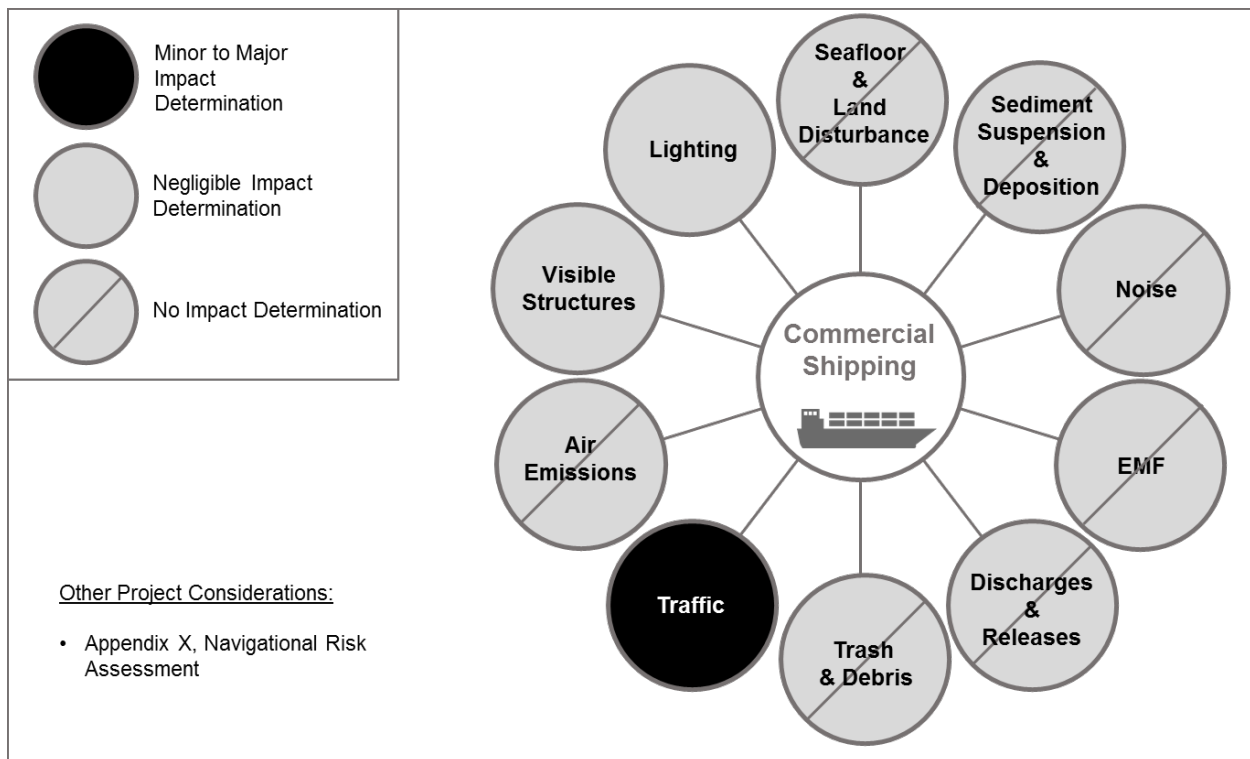 Minor to Major
Impact
Determination
Negligible Impact
Determination
No Impact Determination
Other Project Considerations:
• Appendix X, Navigational Risk
Assessment
Commercial
Shipping
Seafloor
&
Land
Disturbance
Sediment
Suspension
&
Deposition
Noise
EMF
Discharges
&
Releases
Trash
& Debris
Traffic
Air
Emissions
Visible
Structures
Lighting